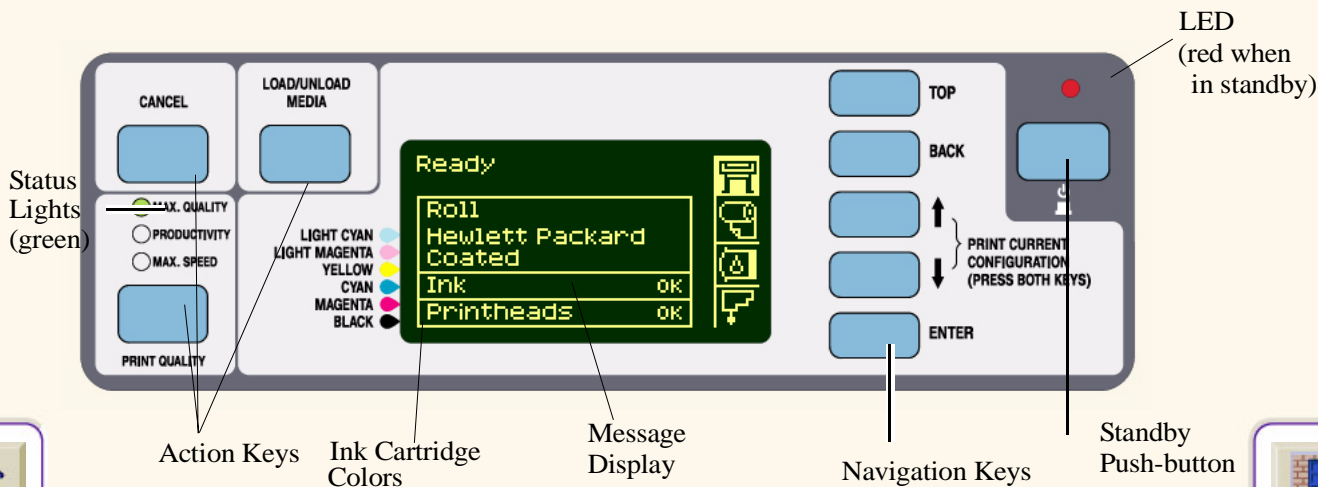 LED
(red when
in standby)
CANCEL
LOAD/UNLOAD
MEDIA
TOP
BACK
Status
Lights
(green)
MAX. QUALITY
PRODUCTIVITY
MAX. SPEED
PRINT QUALITY
LIGHT CYAN
LIGHT MAGENTA
YELLOW
CYAN
MAGENTA
BLACK
Ready
Roll
Hewlett Packard
Coated
Ink OK
Printheads OK
PRINT CURRENT
CONFIGURATION
(PRESS BOTH KEYS)
ENTER
Action Keys
Ink Cartridge
Colors
Message
Display
Navigation Keys
Standby
Push-button